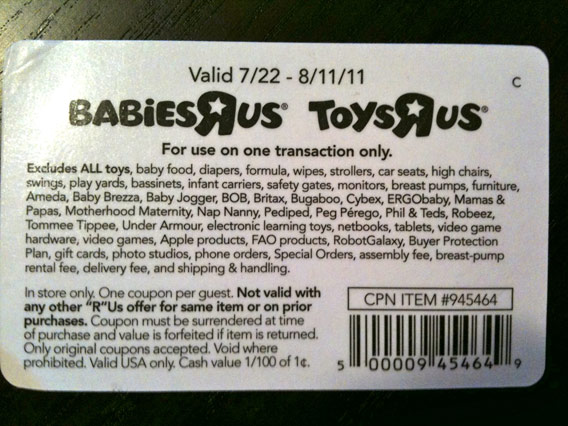 Valid 7/22 - 8/11/11
C
BABIESRUS® TOYSRUS®
For use on one transaction only.
Excludes ALL toys, baby food, diapers, formula, wipes, strollers, car seats, high chairs,
swings, play yards, bassinets, infant carriers, safety gates, monitors, breast pumps, furniture,
Ameda, Baby Brezza, Baby Jogger, BOB, Britax, Bugaboo, Cybex, ERGObaby, Mamas &
Papas, Motherhood Maternity, Nap Nanny, Pediped, Peg Pérego, Phil & Teds, Robeez,
Tommee Tippee, Under Armour, electronic learning toys, netbooks, tablets, video game
hardware, video games, Apple products, FAO products, RobotGalaxy, Buyer Protection
Plan, gift cards, photo studios, phone orders, Special Orders, assembly fee, breast-pump
rental fee, delivery fee, and shipping & handling.
In store only. One coupon per guest. Not valid with
any other "R"Us offer for same item or on prior
purchases. Coupon must be surrendered at time
of purchase and value is forfeited if item is returned.
Only original coupons accepted. Void where
prohibited. Valid USA only. Cash value 1/100 of 1¢.
CPN ITEM #945464
5 00009 45464 9